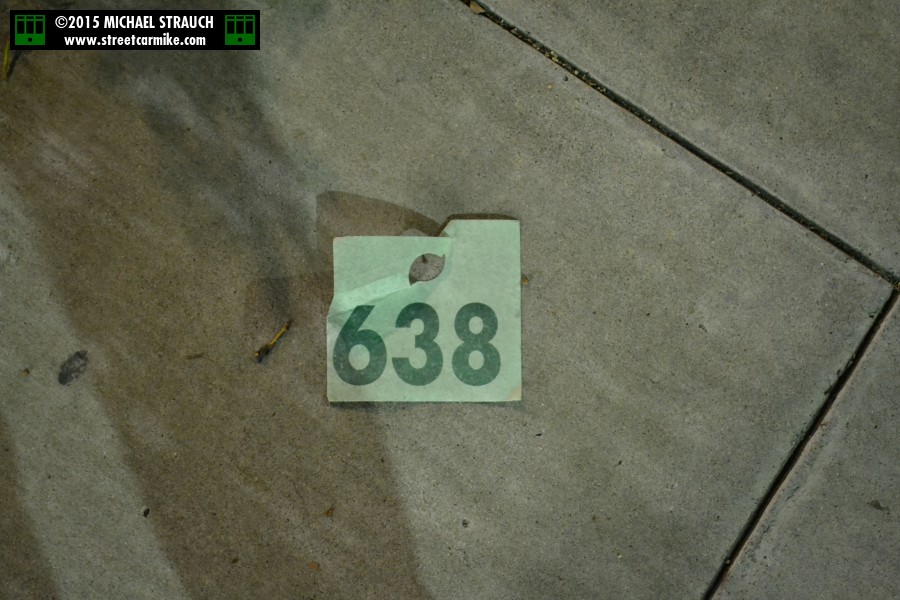 ©2015 MICHAEL STRAUCH
www.streetcarmike.com
638